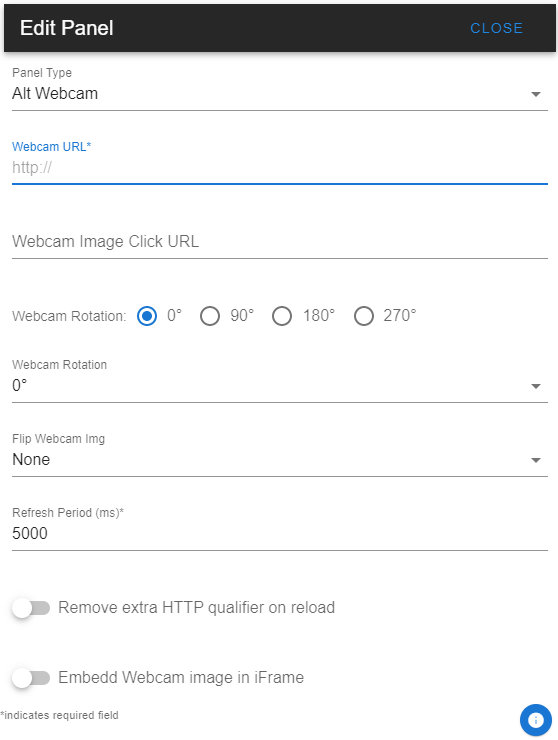 Edit Panel CLOSE
Panel Type
Alt Webcam
Webcam URL*
http://
Webcam Image Click URL
Webcam Rotation: 0° 90° 180° 270°
Webcam Rotation
0°
Flip Webcam Img
None
Refresh Period (ms)*
5000
Remove extra HTTP qualifier on reload
Embedd Webcam image in iFrame
*indicates required field